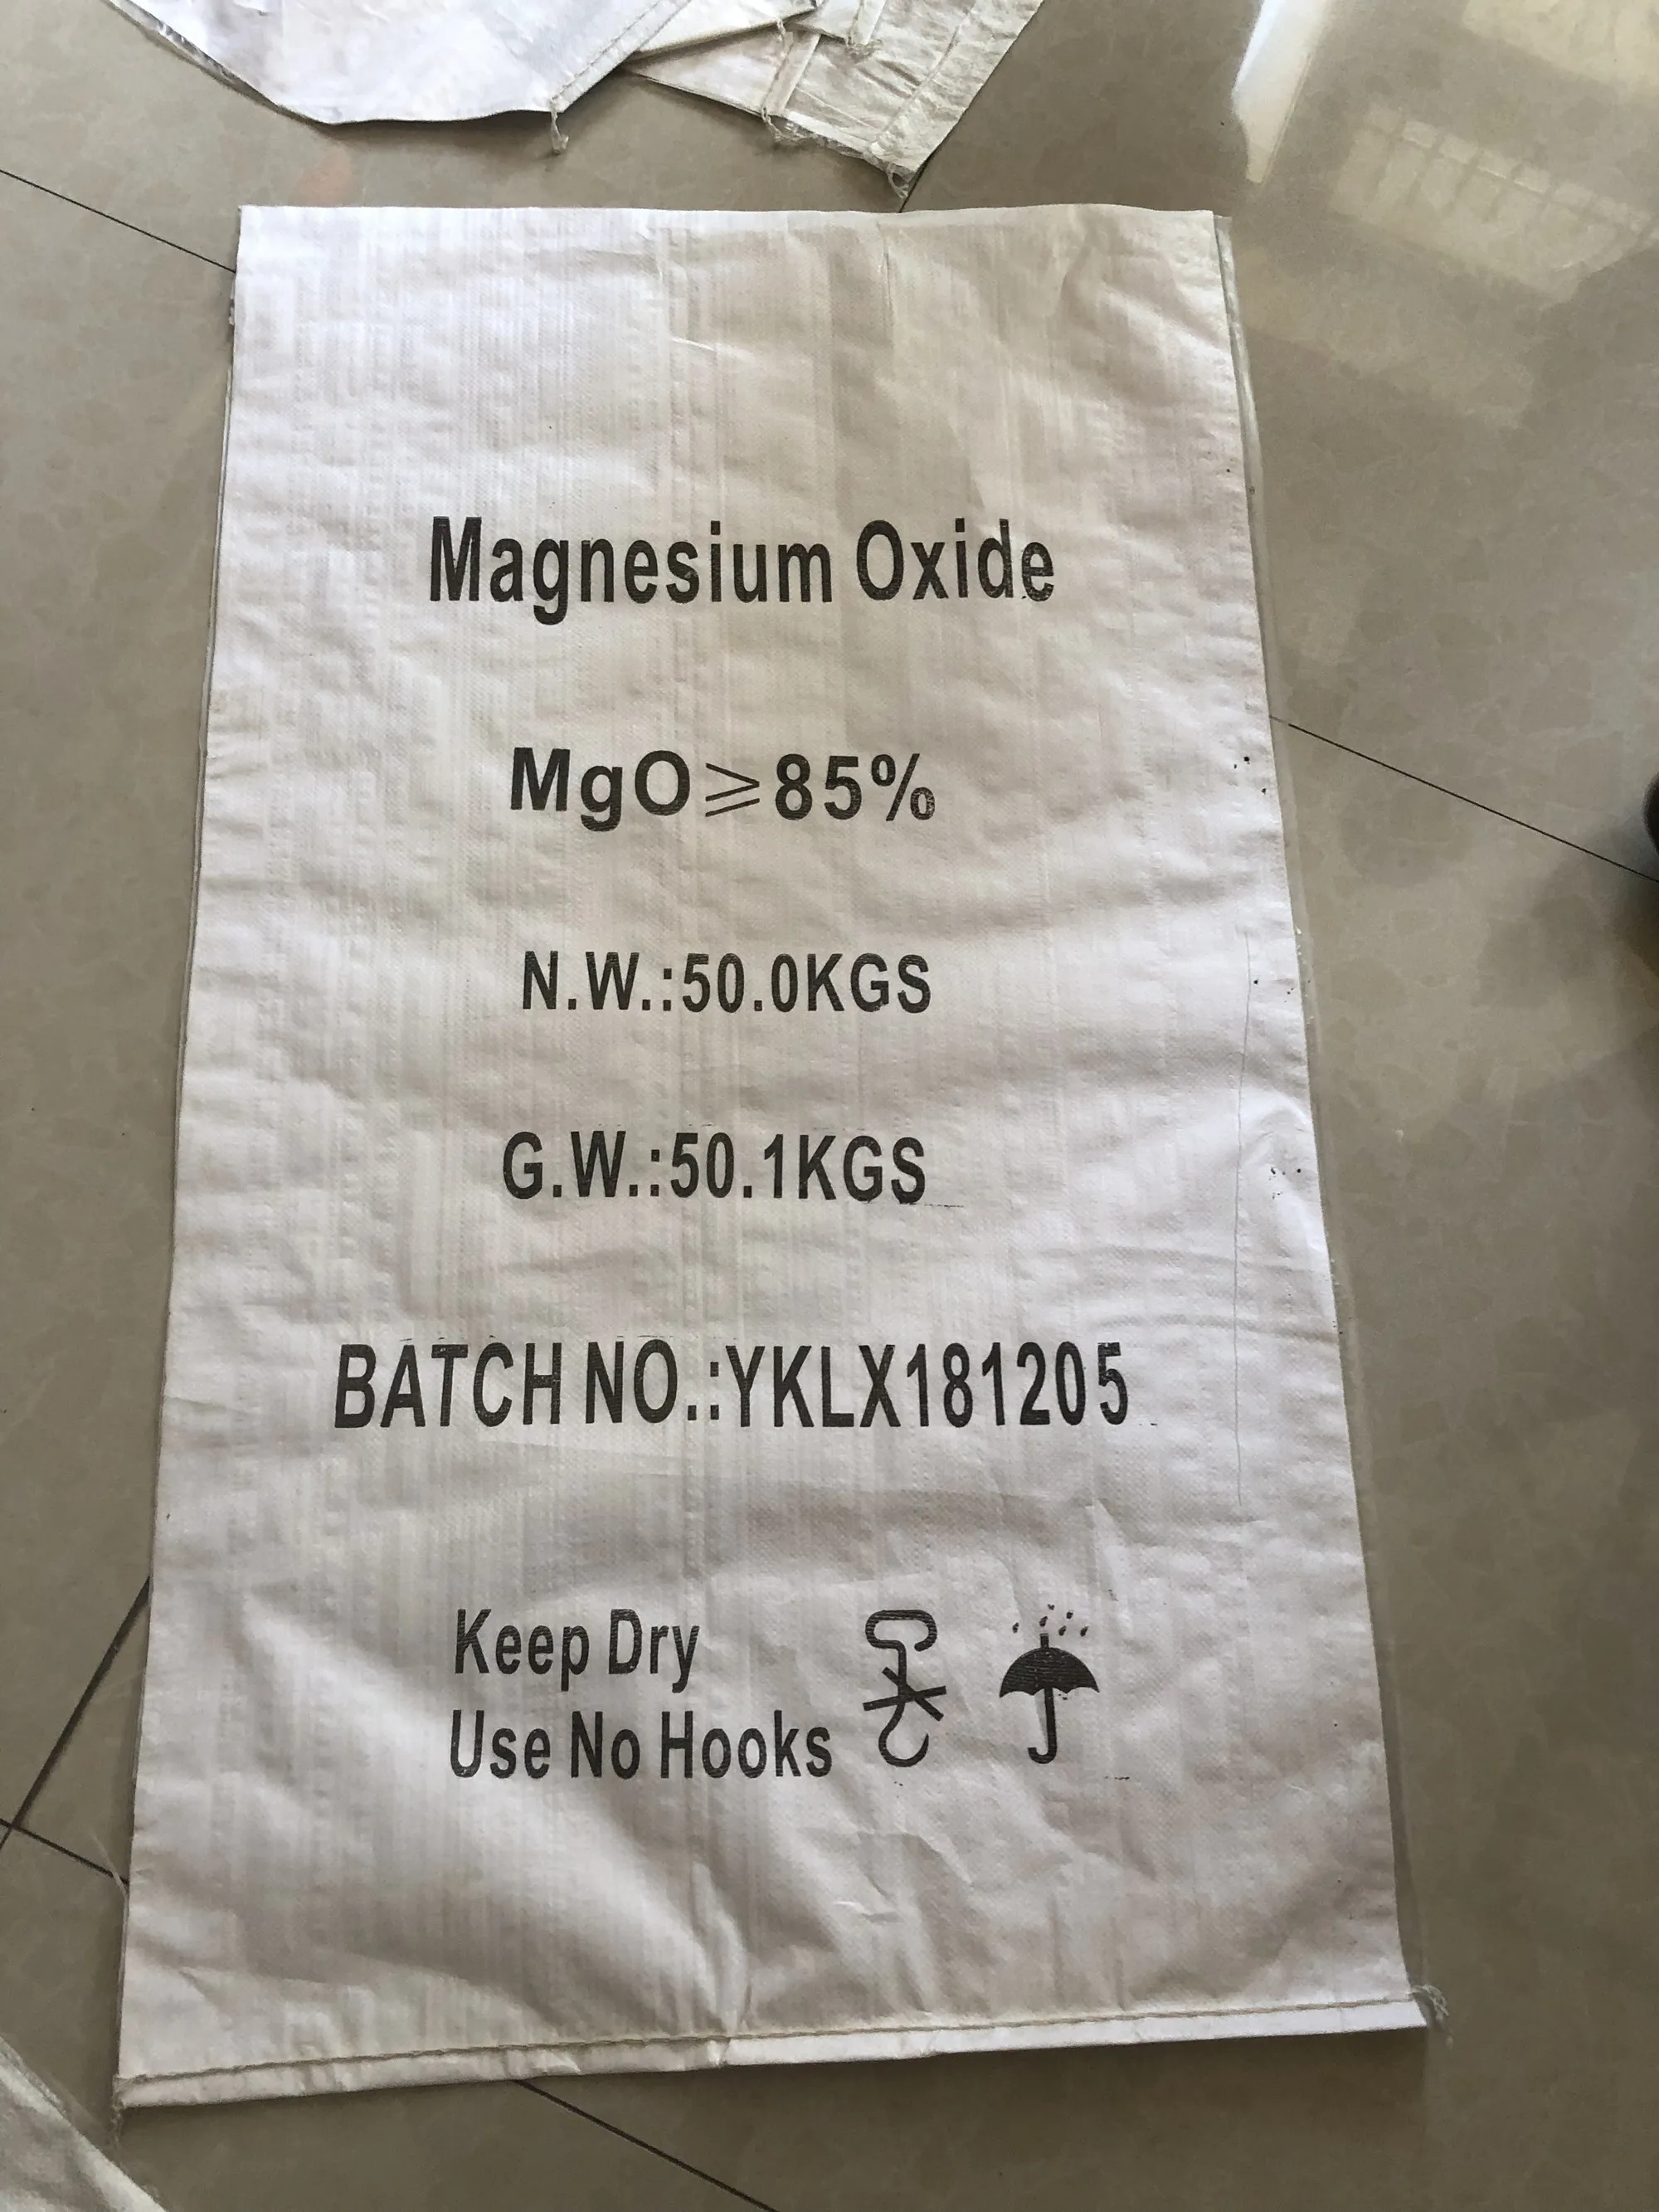 Magnesium Oxide
MgO⩾85%
N.W.:50.0KGS
G.W.:50.1KGS
BATCH NO.:YKLX181205
Keep Dry
Use No Hooks